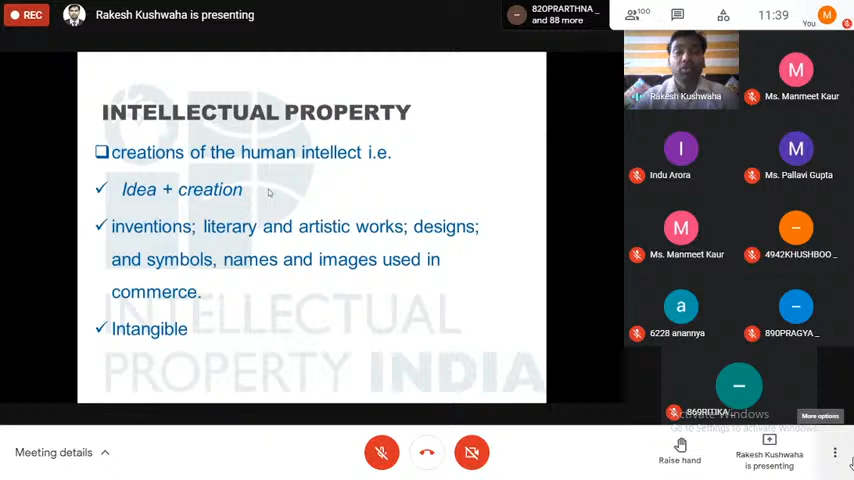 REC
Rakesh Kushwaha is presenting
820PRARTHNA _
and 88 more
100
11:39
You
M
INTELLECTUAL PROPERTY
creations of the human intellect i.e.
Idea + creation
inventions; literary and artistic works; designs;
and symbols, names and images used in
commerce.
Intangible
INTELLECTUAL
PROPERTY INDIA
Rakesh Kushwaha
M
Ms. Manmeet Kaur
I
Indu Arora
M
Ms. Pallavi Gupta
M
Ms. Manmeet Kaur
4942KHUSHBOO _
a
6228 anannya
890PRAGYA _
869RITIKA _
Activate Windows
Go to Settings to activate Windows.
More options
Meeting details
Raise hand
Rakesh Kushwaha
is presenting